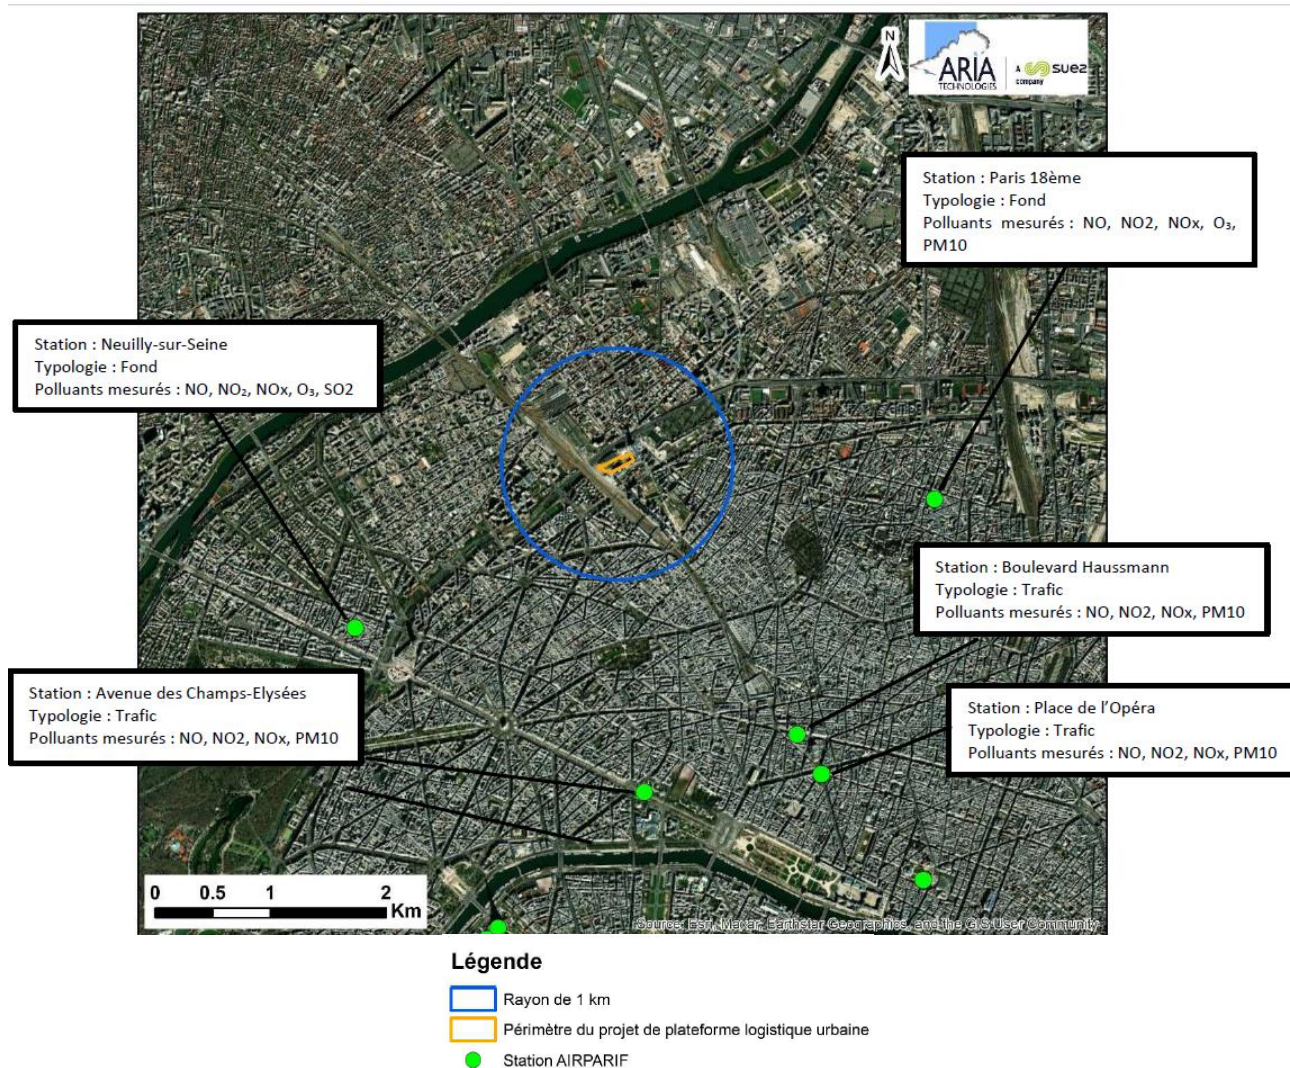 N
ARIA
TECHNOLOGIES
A suez
company
Station : Paris 18ème
Typologie : Fond
Polluants mesurés : NO, NO2, NOx, O₃,
PM10
Station : Neuilly-sur-Seine
Typologie : Fond
Polluants mesurés : NO, NO₂, NOx, O₃, SO2
Station : Boulevard Haussmann
Typologie : Trafic
Polluants mesurés : NO, NO2, NOx, PM10
Station : Avenue des Champs-Elysées
Typologie : Trafic
Polluants mesurés : NO, NO2, NOx, PM10
Station : Place de l’Opéra
Typologie : Trafic
Polluants mesurés : NO, NO2, NOx, PM10
0 0.5 1 2
Km
Source: Esri, Maxar, Earthstar Geographics, and the GIS User Community
Légende
Rayon de 1 km
Périmètre du projet de plateforme logistique urbaine
Station AIRPARIF